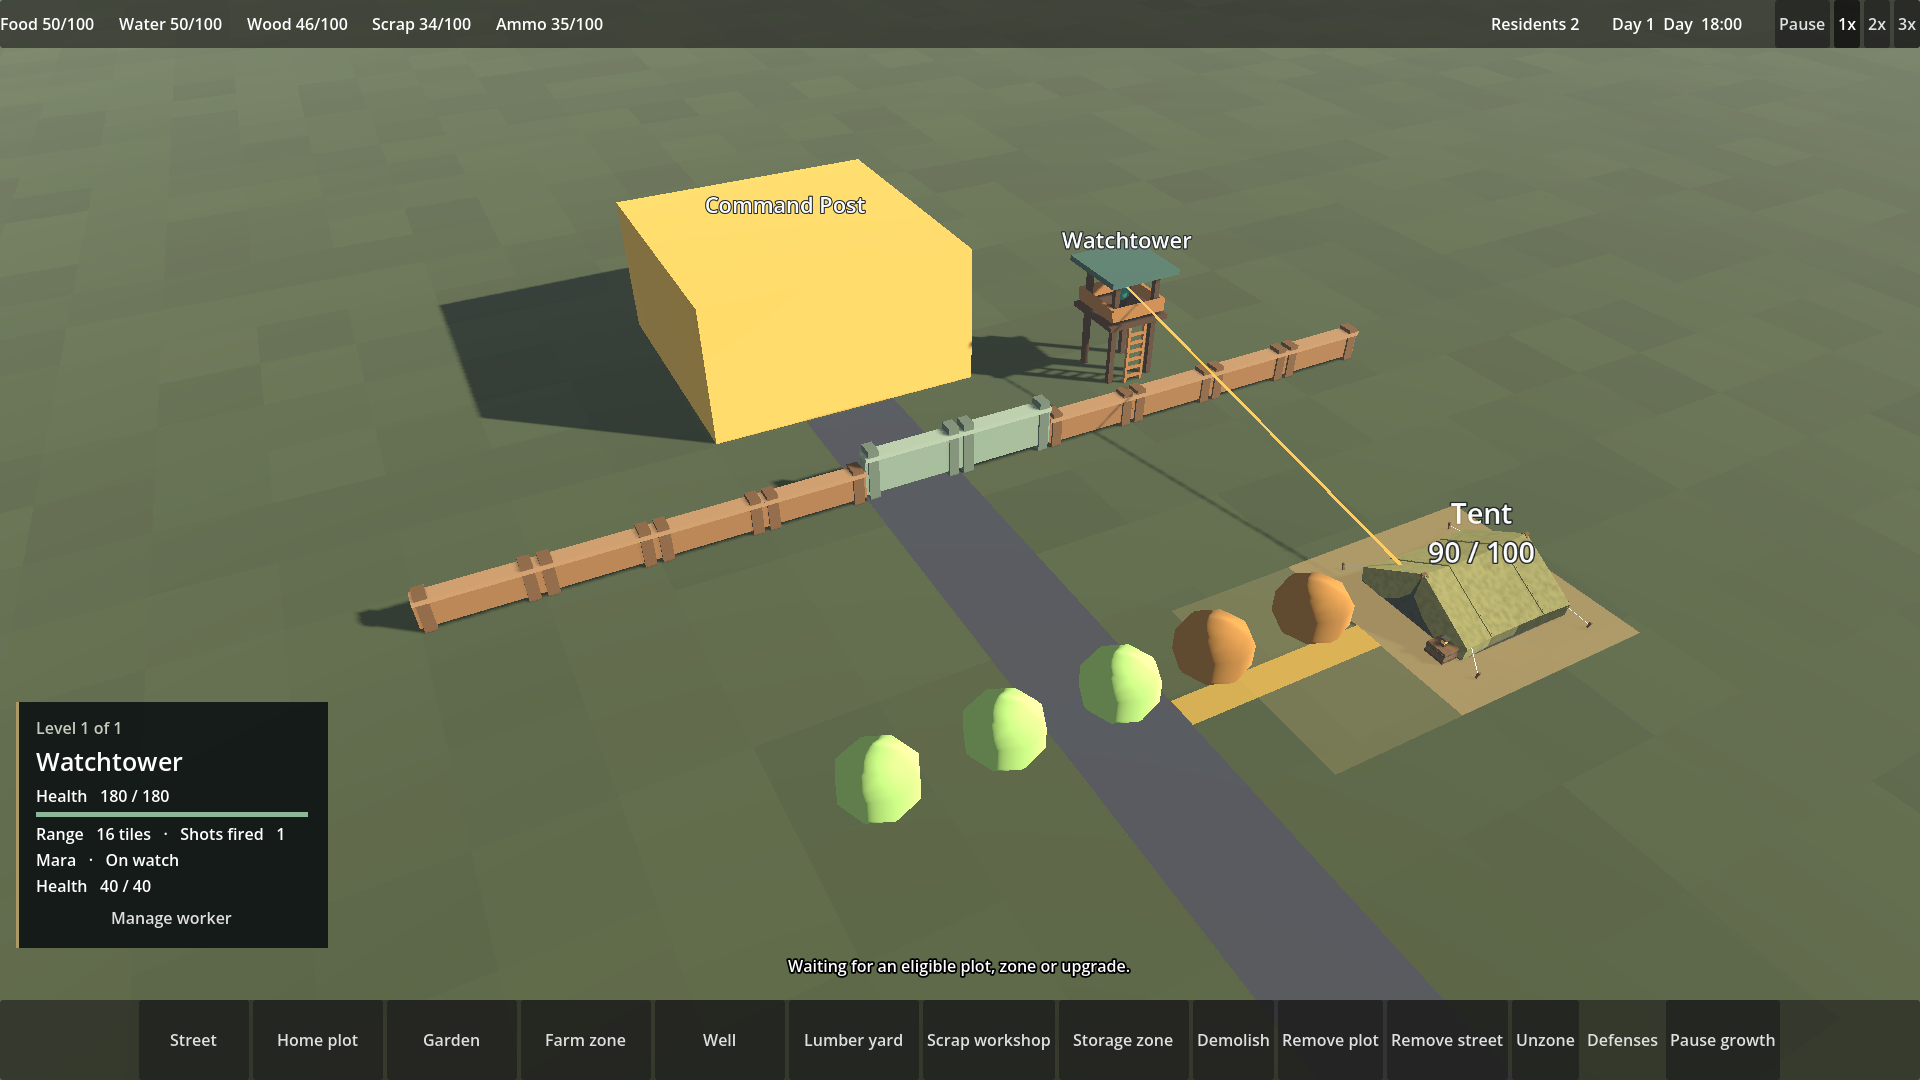 Food 50/100 Water 50/100 Wood 46/100 Scrap 34/100 Ammo 35/100 Residents 2 Day 1 Day 18:00 Pause 1x 2x 3x
Command Post
Watchtower
Tent
90 / 100
Level 1 of 1
Watchtower
Health 180 / 180
Range 16 tiles · Shots fired 1
Mara · On watch
Health 40 / 40
Manage worker
Waiting for an eligible plot, zone or upgrade.
Street Home plot Garden Farm zone Well Lumber yard Scrap workshop Storage zone Demolish Remove plot Remove street Unzone Defenses Pause growth